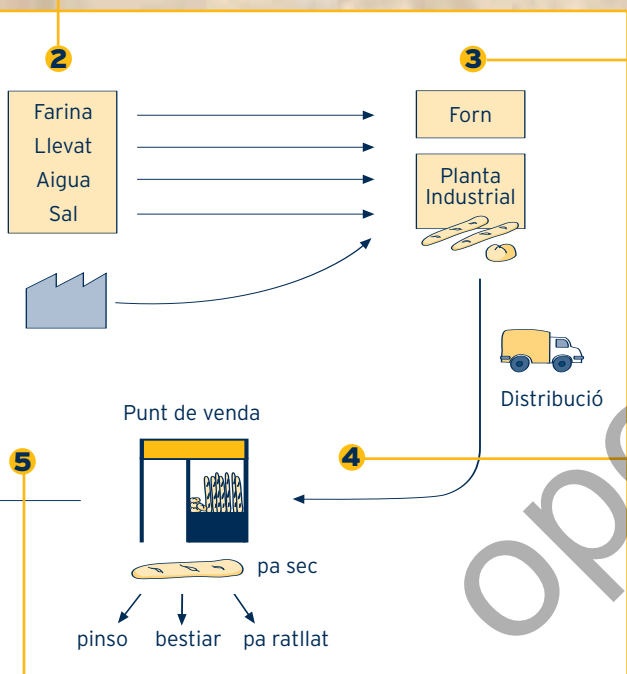 2
3
Farina
Llevat
Aigua
Sal
Forn
Planta
Industrial
Distribució
Punt de venda
5
4
pa sec
pinso
bestiar
pa ratllat